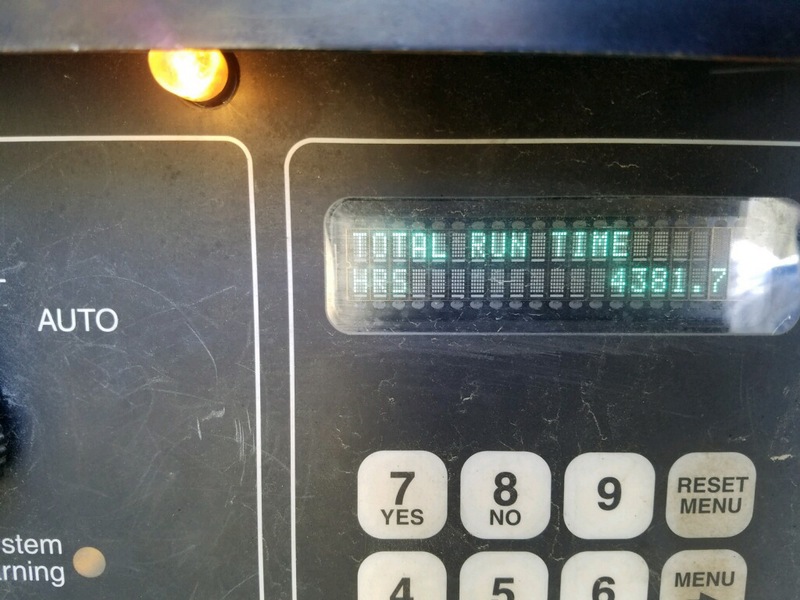 TOTAL RUN TIME
HRS 4381.7
AUTO
7
YES
8
NO
9
RESET
MENU
stem
rning
4
5
6
MENU